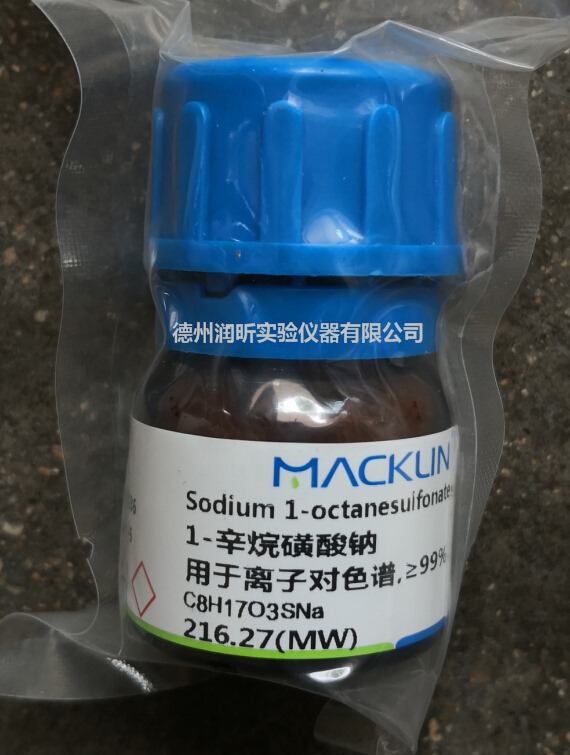 德州润昕实验仪器有限公司
MACKLIN
Sodium 1-octanesulfonate
1-辛烷磺酸钠
用于离子对色谱,≥99%
C8H17O3SNa
216.27(MW)